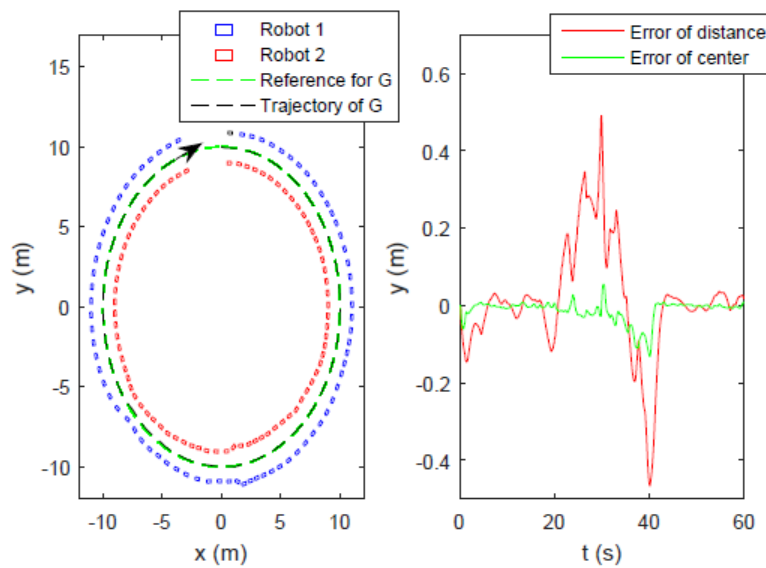 Robot 1
Robot 2
Reference for G
Trajectory of G
15
10
5
0
-5
-10
y (m)
-10 -5 0 5 10
x (m)
Error of distance
Error of center
0.6
0.4
0.2
0
-0.2
-0.4
y (m)
0 20 40 60
t (s)